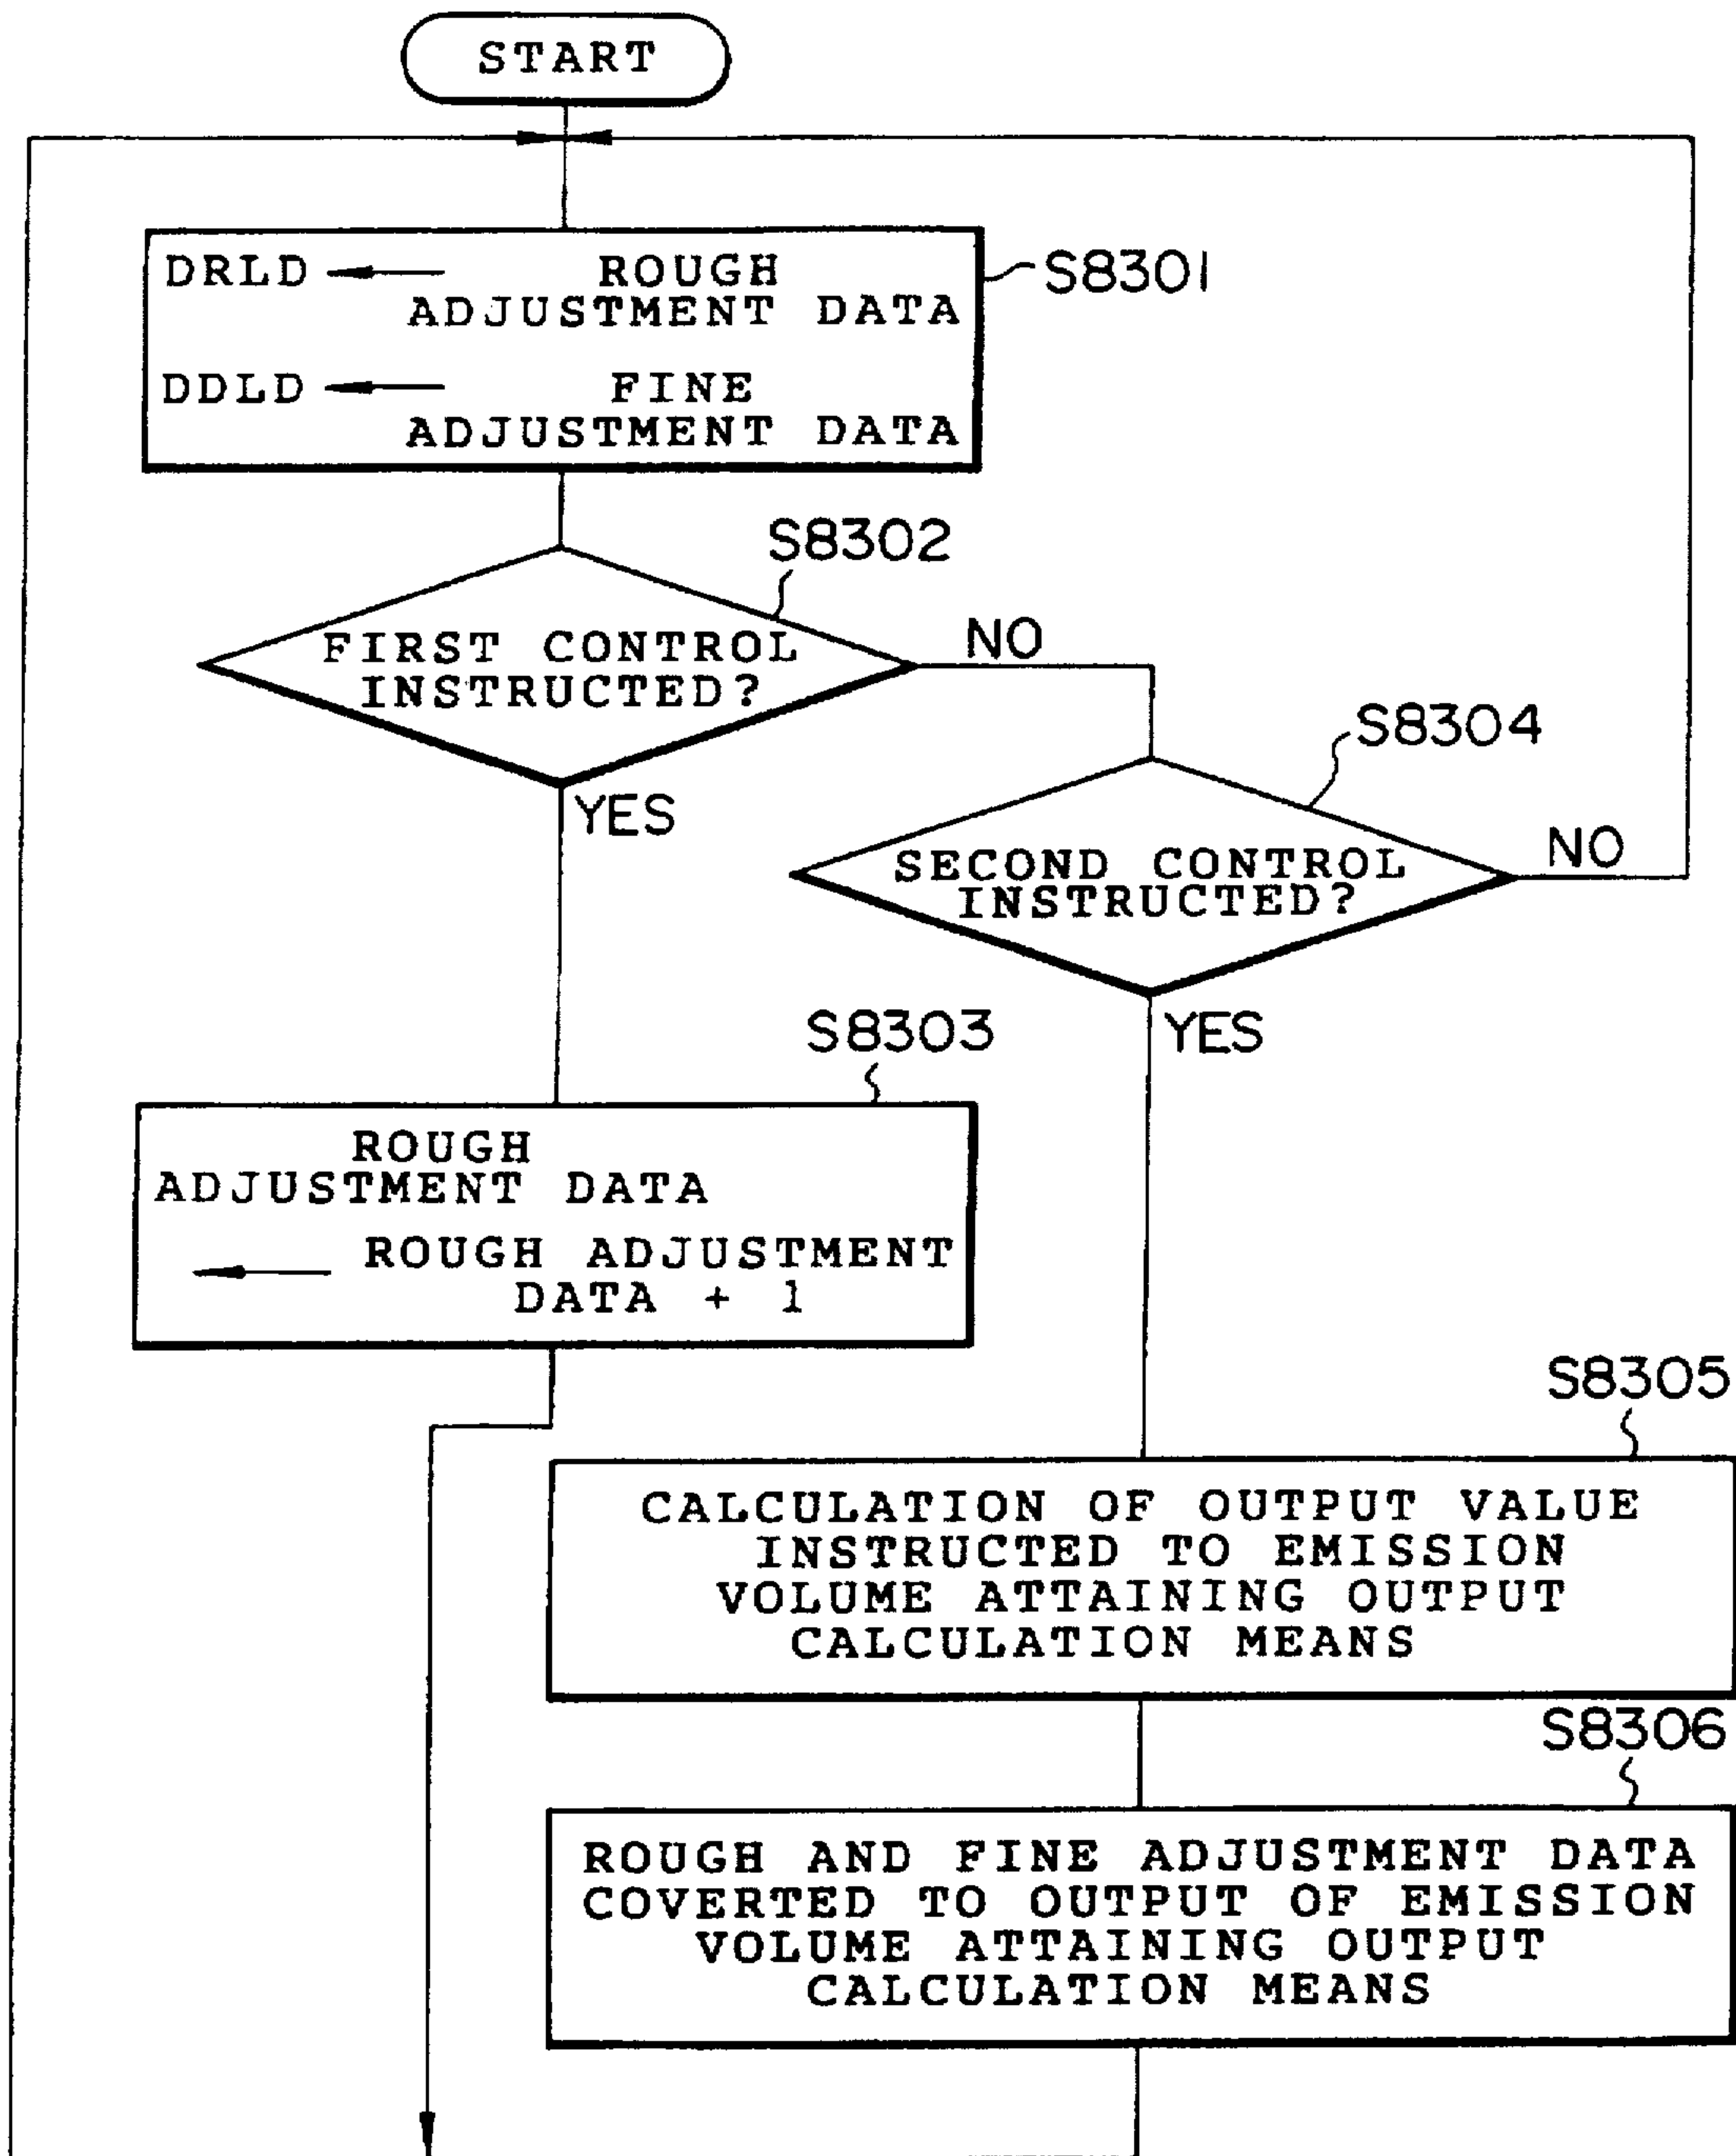 START
DRLD ROUGH
ADJUSTMENT DATA
DDLD FINE
ADJUSTMENT DATA
S8301
S8302
FIRST CONTROL
INSTRUCTED?
NO
YES
S8304
SECOND CONTROL
INSTRUCTED?
NO
YES
S8303
ROUGH
ADJUSTMENT DATA
ROUGH ADJUSTMENT
DATA + 1
S8305
CALCULATION OF OUTPUT VALUE
INSTRUCTED TO EMISSION
VOLUME ATTAINING OUTPUT
CALCULATION MEANS
S8306
ROUGH AND FINE ADJUSTMENT DATA
COVERTED TO OUTPUT OF EMISSION
VOLUME ATTAINING OUTPUT
CALCULATION MEANS